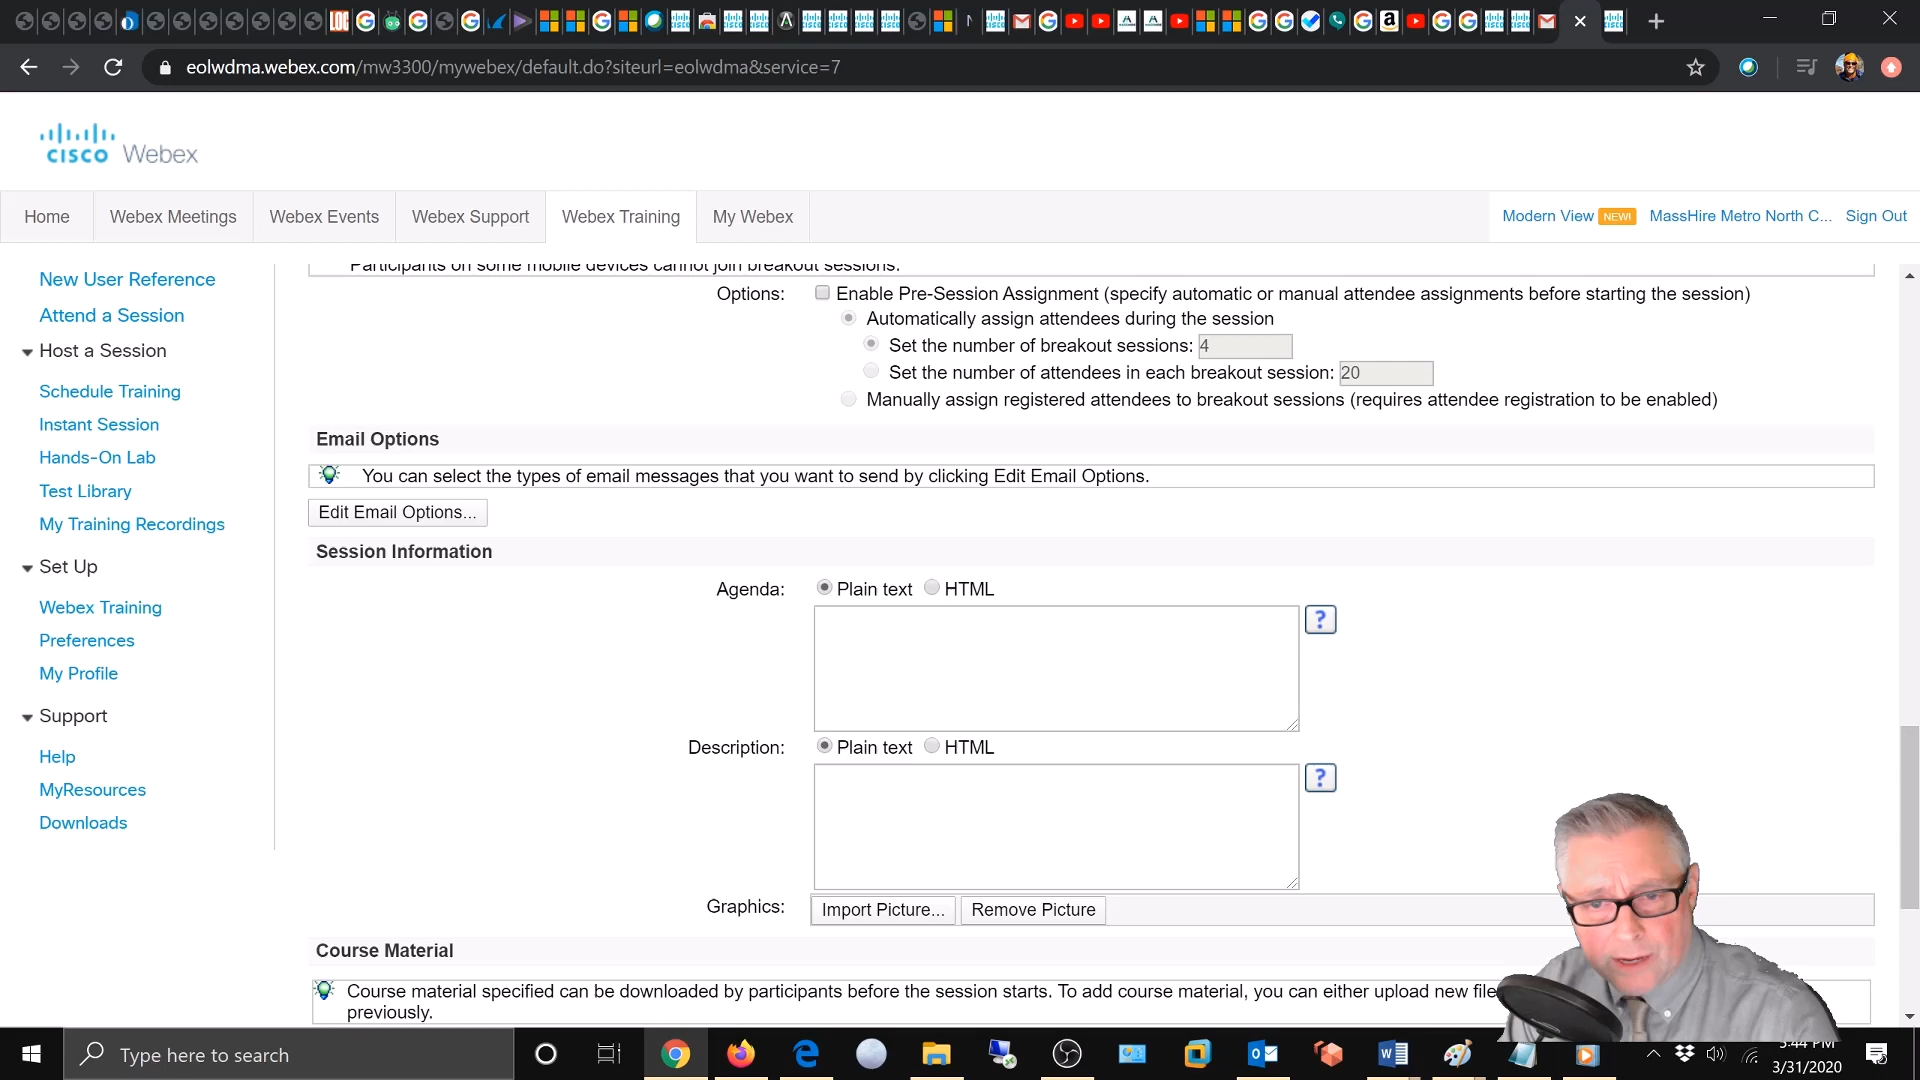 eolwdma.webex.com/mw3300/mywebex/default.do?siteurl=eolwdma&service=7
CISCO Webex
Home Webex Meetings Webex Events Webex Support Webex Training My Webex Modern View NEW! MassHire Metro North C... Sign Out
New User Reference
Attend a Session
Host a Session
Schedule Training
Instant Session
Hands-On Lab
Test Library
My Training Recordings
Set Up
Webex Training
Preferences
My Profile
Support
Help
MyResources
Downloads
Participants on some mobile devices cannot join breakout sessions.
Options: Enable Pre-Session Assignment (specify automatic or manual attendee assignments before starting the session)
Automatically assign attendees during the session
Set the number of breakout sessions: 4
Set the number of attendees in each breakout session: 20
Manually assign registered attendees to breakout sessions (requires attendee registration to be enabled)
Email Options
You can select the types of email messages that you want to send by clicking Edit Email Options.
Edit Email Options...
Session Information
Agenda: Plain text HTML
?
Description: Plain text HTML
?
Graphics: Import Picture... Remove Picture
Course Material
Course material specified can be downloaded by participants before the session starts. To add course material, you can either upload new file
previously.
Type here to search
3:44 PM
3/31/2020